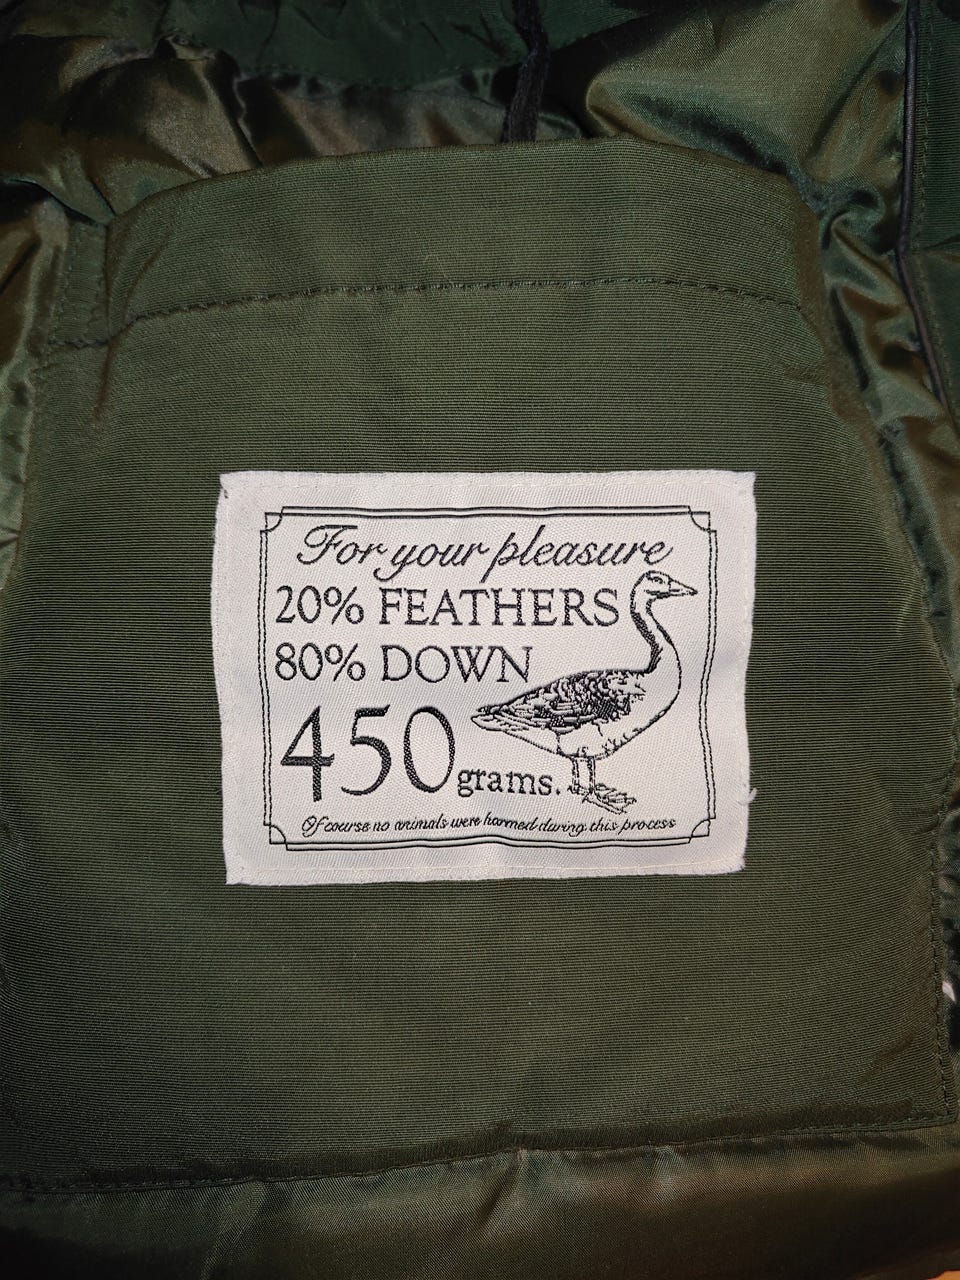 For your pleasure
20% FEATHERS
80% DOWN
450 grams.
Of course no animals were harmed during this process